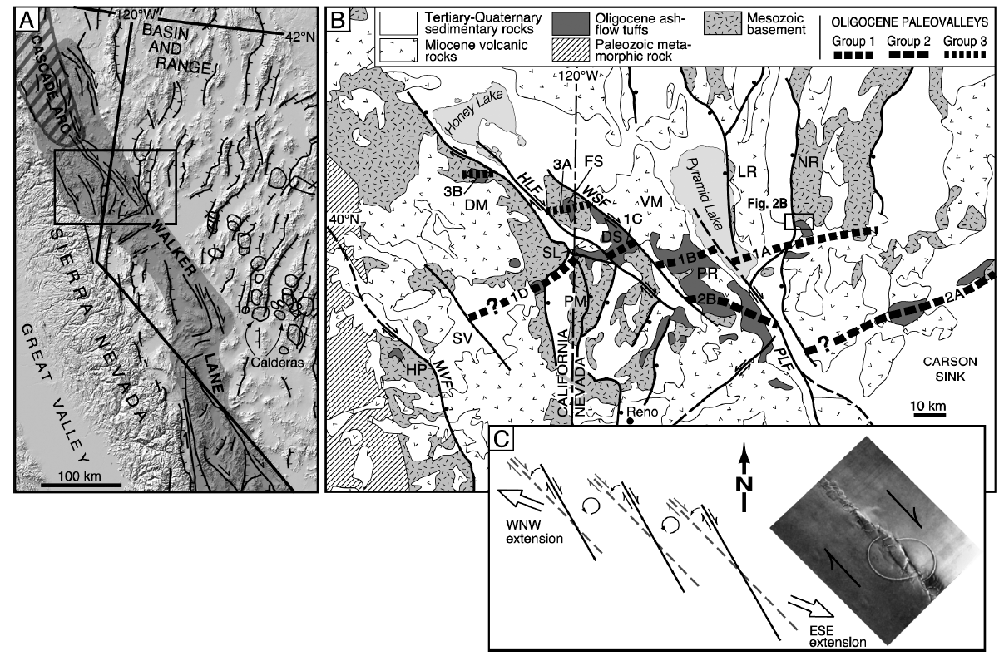 A
120°W
BASIN
AND
RANGE
42°N
CASCADE ARC
WALKER
LANE
SIERRA
NEVADA
GREAT
VALLEY
Calderas
100 km
B
Tertiary-Quaternary
sedimentary rocks
Miocene volcanic
rocks
Oligocene ash-
flow tuffs
Paleozoic meta-
morphic rock
Mesozoic
basement
OLIGOCENE PALEOVALLEYS
Group 1
Group 2
Group 3
120°W
Honey Lake
3A
FS
3B
DM
HLF
WSF
VM
Pyramid Lake
LR
NR
Fig. 2B
40°N
1C
DS
SL
1B
1A
PR
? 1D
PM
2B
2A
SV
?
HP
MVF
CALIFORNIA
NEVADA
PLF
CARSON
SINK
Reno
10 km
C
N
WNW
extension
ESE
extension